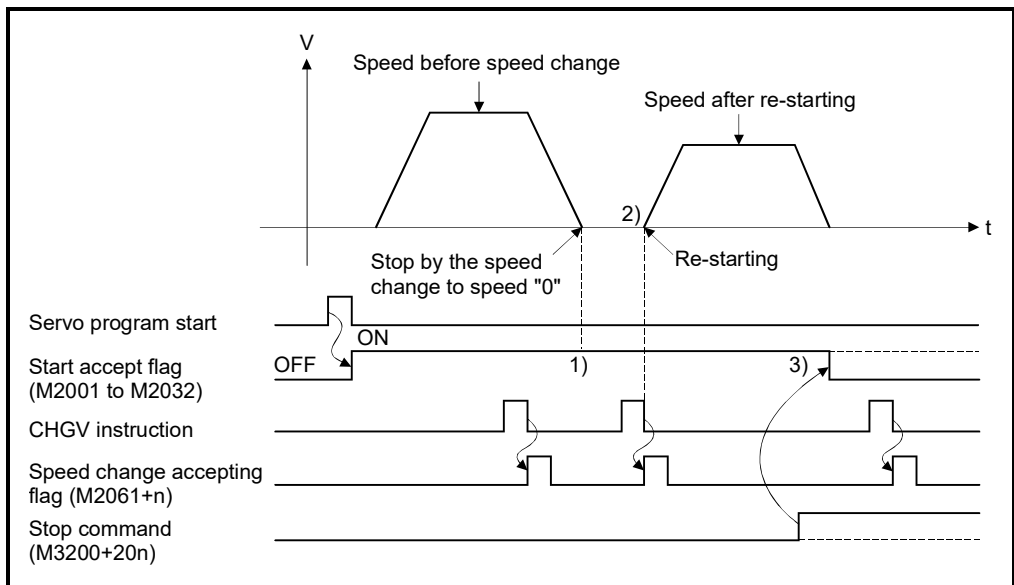 V
Speed before speed change
Speed after re-starting
2)
t
Stop by the speed
change to speed "0"
Re-starting
Servo program start
ON
Start accept flag
(M2001 to M2032)
OFF
1)
3)
CHGV instruction
Speed change accepting
flag (M2061+n)
Stop command
(M3200+20n)